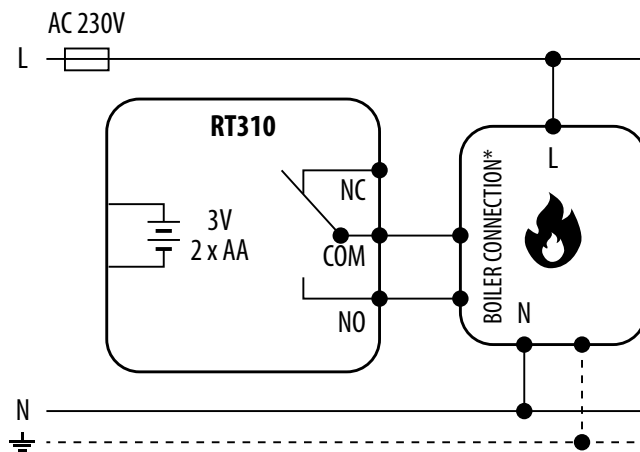 AC 230V
L
RT310
NC
L
3V
2 x AA
COM
BOILER CONNECTION*
NO
N
N